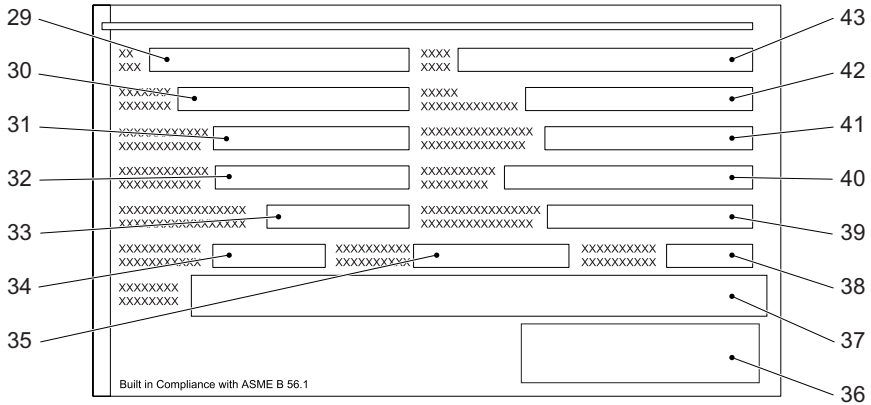 29 43
XX XXXX
XXX XXXX
30 42
XXXXXXX XXXXX
XXXXXXX XXXXXXXXXXXXX
31 41
XXXXXXXXXXXX XXXXXXXXXXXXXXX
XXXXXXXXXXX XXXXXXXXXXXXXX
32 40
XXXXXXXXXXXX XXXXXXXXXX
XXXXXXXXXXX XXXXXXXXX
33 39
XXXXXXXXXXXXXXXXX XXXXXXXXXXXXXXXX
XXXXXXXXXXXXXXXXX XXXXXXXXXXXXXXX
34 38
XXXXXXXXXXX XXXXXXXXXX XXXXXXXXXX
XXXXXXXXXXX XXXXXXXXXX XXXXXXXXXX
35 37
XXXXXXXX
XXXXXXXX
36
Built in Compliance with ASME B 56.1